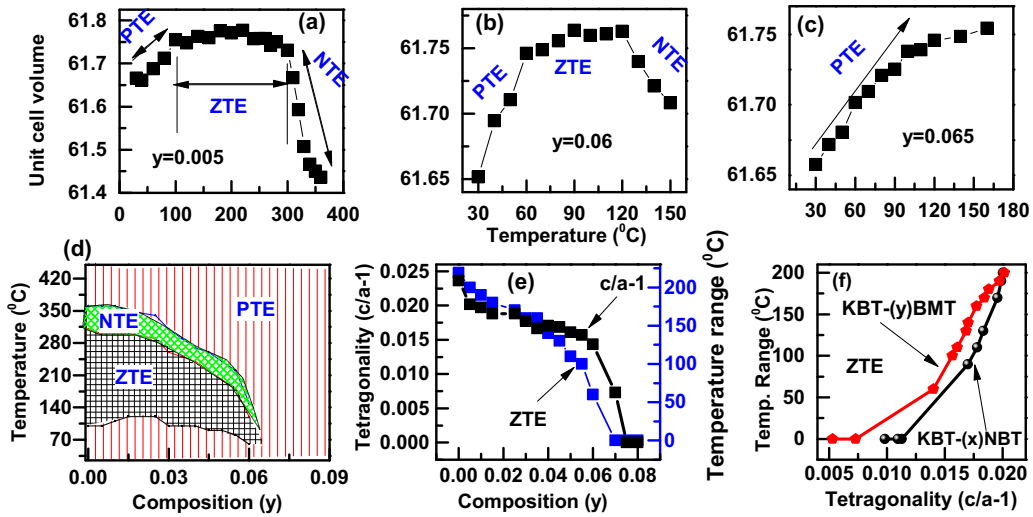 (a)
Unit cell volume
61.8
61.7
61.6
61.5
61.4
PTE
NTE
ZTE
y=0.005
0 100 200 300 400
(b)
61.75
61.70
61.65
PTE
ZTE
NTE
y=0.06
30 60 90 120 150
Temperature (⁰C)
(c)
61.75
61.70
61.65
PTE
y=0.065
30 60 90 120 150 180
(d)
Temperature (⁰C)
420
350
280
210
140
70
NTE
PTE
ZTE
0.00 0.03 0.06 0.09
Composition (y)
(e)
Tetragonality (c/a-1)
0.025
0.020
0.015
0.010
0.005
0.000
c/a-1
ZTE
200
150
100
50
0
Temperature range (⁰C)
0.00 0.02 0.04 0.06 0.08
Composition (y)
(f)
Temp. Range (⁰C)
200
150
100
50
0
KBT-(y)BMT
ZTE
KBT-(x)NBT
0.005 0.010 0.015 0.020
Tetragonality (c/a-1)